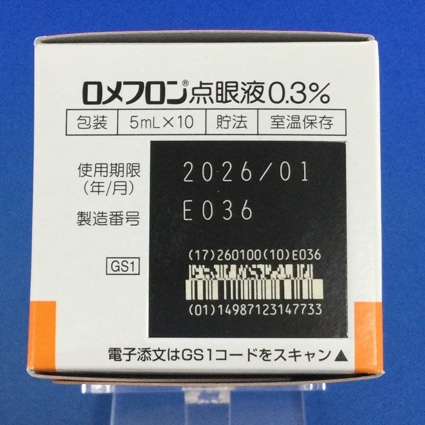 ロメフロン®点眼液0.3%
包装 5mL×10 貯法 室温保存
使用期限 2026/01
(年/月)
製造番号 E036
(17)260100(10)E036
GS1
(01)14987123147733
電子添文はGS1コードをスキャン▲